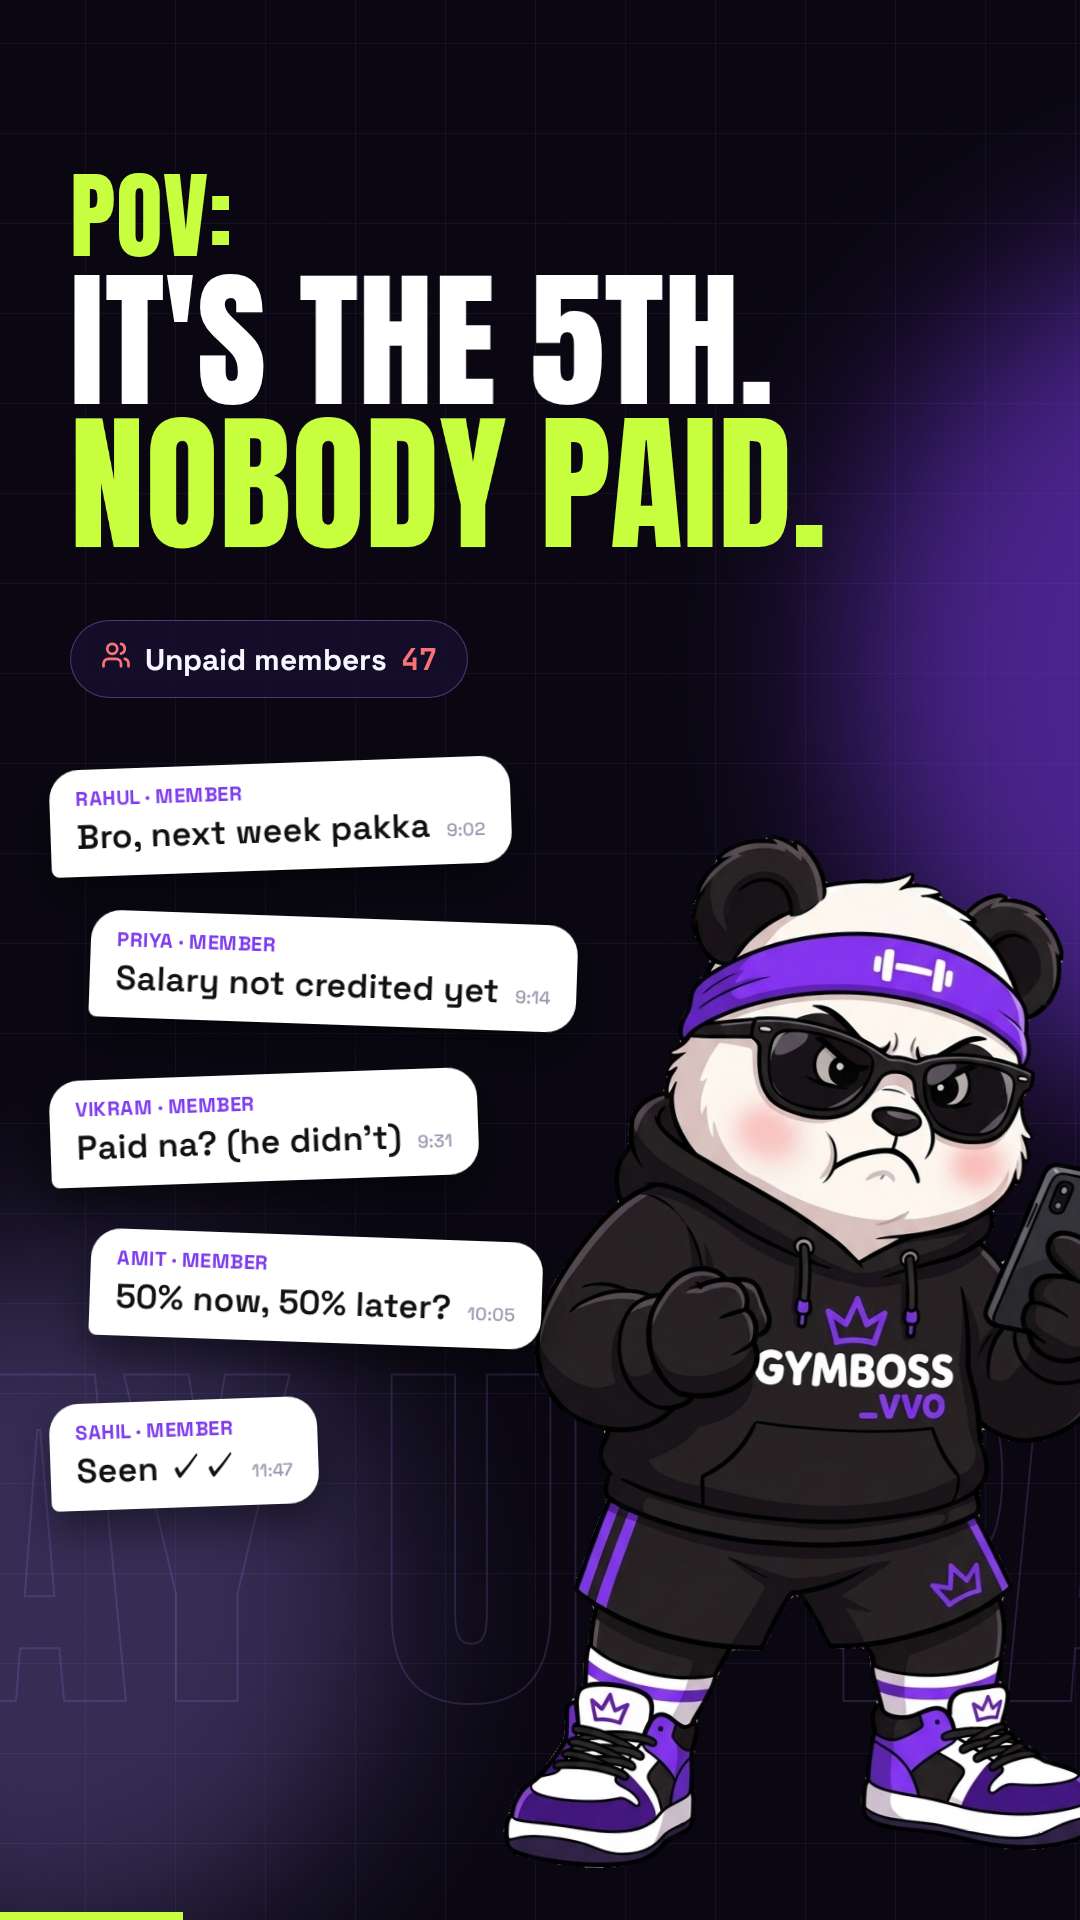 POV:
IT'S THE 5TH.
NOBODY PAID.
Unpaid members 47
RAHUL · MEMBER
Bro, next week pakka 9:02
PRIYA · MEMBER
Salary not credited yet 9:14
VIKRAM · MEMBER
Paid na? (he didn't) 9:31
AMIT · MEMBER
50% now, 50% later? 10:05
SAHIL · MEMBER
Seen ✓✓ 11:47
GYMBOSS
_VVO